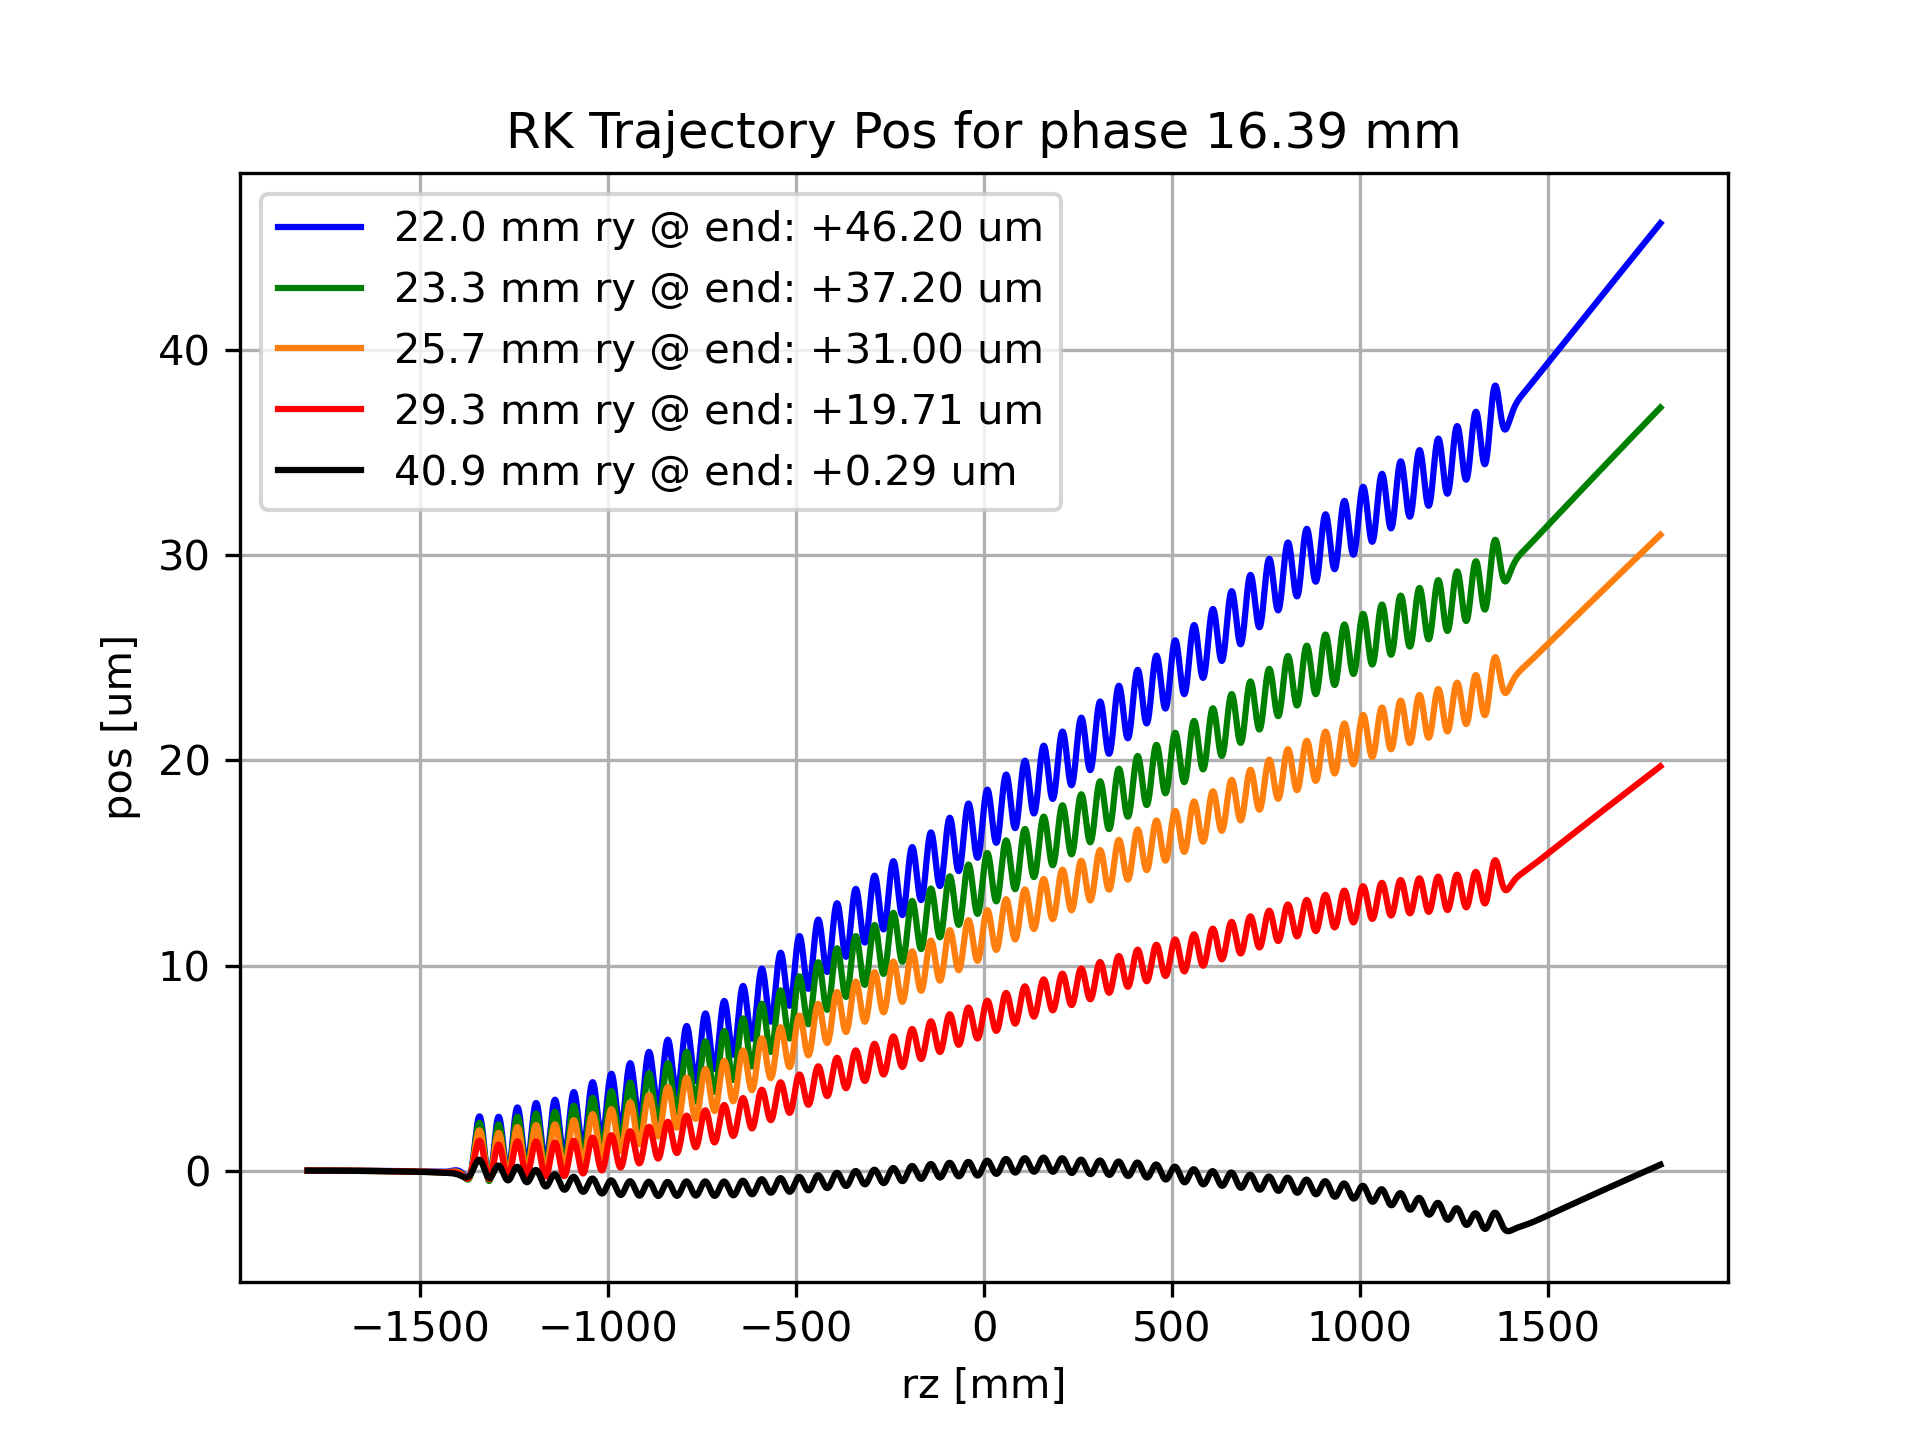 RK Trajectory Pos for phase 16.39 mm
22.0 mm ry @ end: +46.20 um
23.3 mm ry @ end: +37.20 um
25.7 mm ry @ end: +31.00 um
29.3 mm ry @ end: +19.71 um
40.9 mm ry @ end: +0.29 um
40
30
20
10
0
pos [um]
−1500 −1000 −500 0 500 1000 1500
rz [mm]